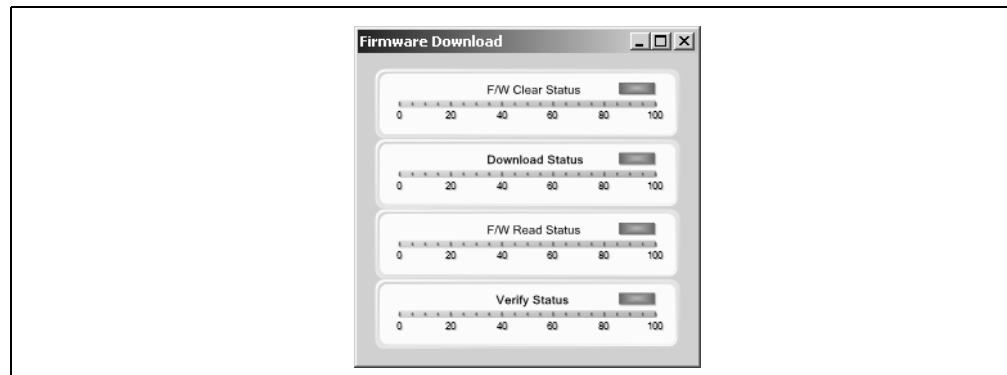 Firmware Download
F/W Clear Status
0 20 40 60 80 100
Download Status
0 20 40 60 80 100
F/W Read Status
0 20 40 60 80 100
Verify Status
0 20 40 60 80 100